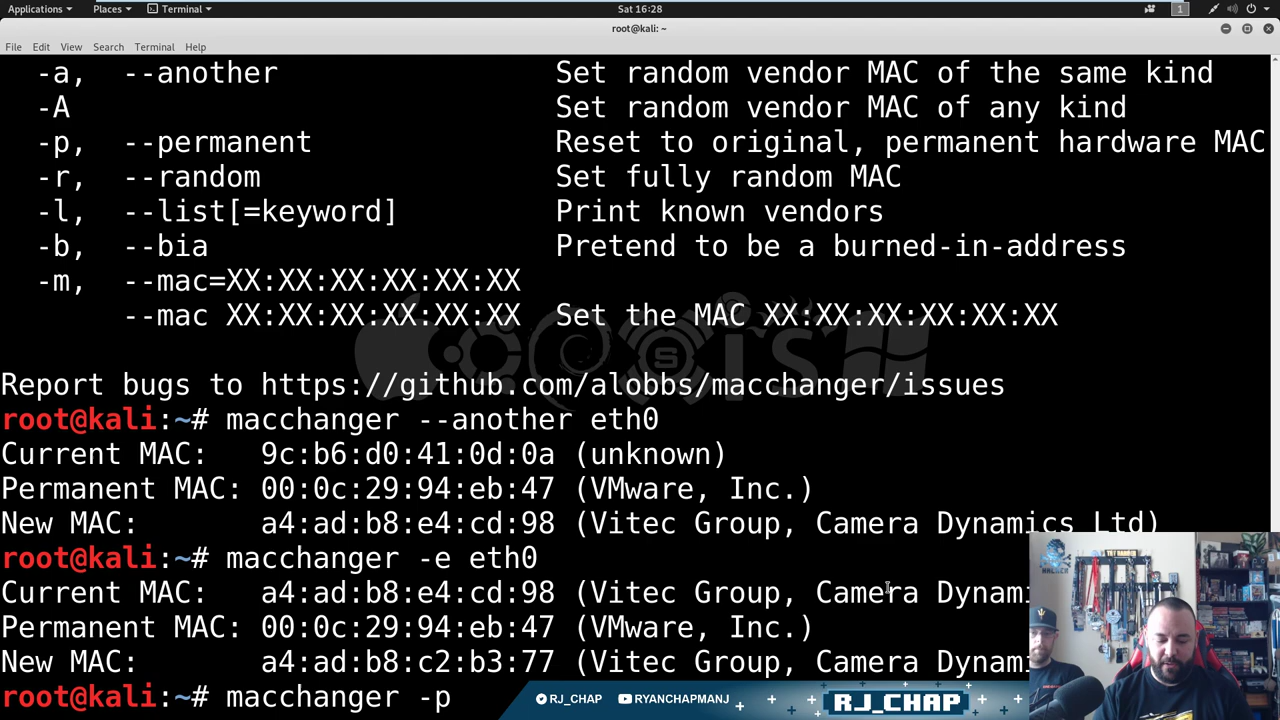 Applications Places Terminal Sat 16:28 1
root@kali: ~
File Edit View Search Terminal Help
-a, --another Set random vendor MAC of the same kind
-A Set random vendor MAC of any kind
-p, --permanent Reset to original, permanent hardware MAC
-r, --random Set fully random MAC
-l, --list[=keyword] Print known vendors
-b, --bia Pretend to be a burned-in-address
-m, --mac=XX:XX:XX:XX:XX:XX
--mac XX:XX:XX:XX:XX:XX Set the MAC XX:XX:XX:XX:XX:XX
Report bugs to https://github.com/alobbs/macchanger/issues
root@kali:~# macchanger --another eth0
Current MAC: 9c:b6:d0:41:0d:0a (unknown)
Permanent MAC: 00:0c:29:94:eb:47 (VMware, Inc.)
New MAC: a4:ad:b8:e4:cd:98 (Vitec Group, Camera Dynamics Ltd)
root@kali:~# macchanger -e eth0
Current MAC: a4:ad:b8:e4:cd:98 (Vitec Group, Camera Dynami
Permanent MAC: 00:0c:29:94:eb:47 (VMware, Inc.)
New MAC: a4:ad:b8:c2:b3:77 (Vitec Group, Camera Dynami
root@kali:~# macchanger -p
RJ_CHAP RYANCHAPMANJ RJ_CHAP